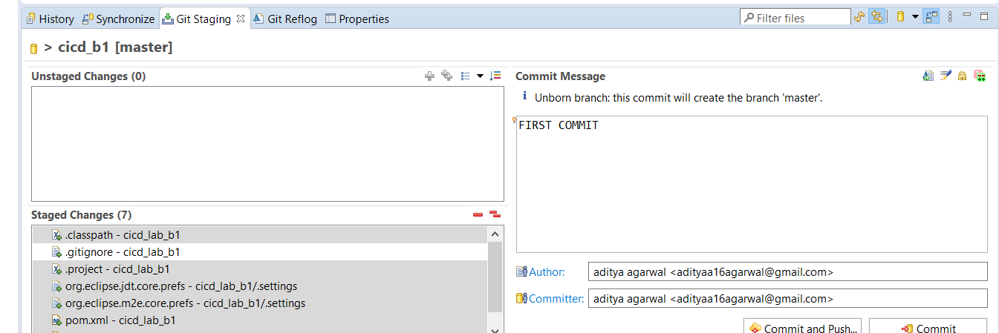 History Synchronize Git Staging Git Reflog Properties Filter files
> cicd_b1 [master]
Unstaged Changes (0)
Staged Changes (7)
.classpath - cicd_lab_b1
.gitignore - cicd_lab_b1
.project - cicd_lab_b1
org.eclipse.jdt.core.prefs - cicd_lab_b1/.settings
org.eclipse.m2e.core.prefs - cicd_lab_b1/.settings
pom.xml - cicd_lab_b1
Commit Message
Unborn branch: this commit will create the branch 'master'.
FIRST COMMIT
Author: aditya agarwal <adityaa16agarwal@gmail.com>
Committer: aditya agarwal <adityaa16agarwal@gmail.com>
Commit and Push... Commit